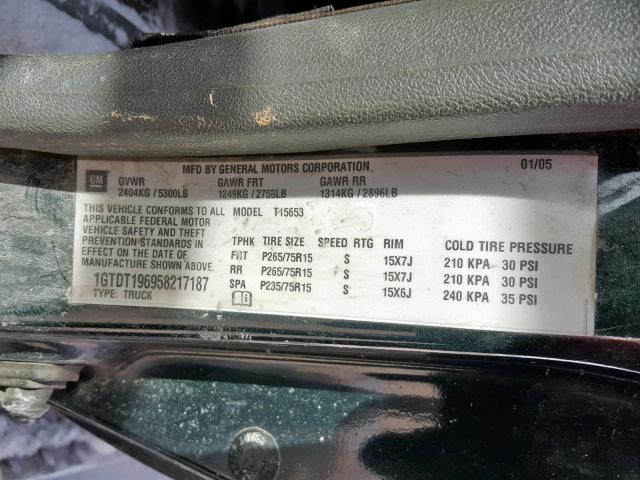 MFD BY GENERAL MOTORS CORPORATION 01/05
GM GVWR GAWR FRT GAWR RR
2404KG / 5300LB 1249KG / 2753LB 1314KG / 2896LB
THIS VEHICLE CONFORMS TO ALL MODEL T15653
APPLICABLE FEDERAL MOTOR
VEHICLE SAFETY AND THEFT
PREVENTION STANDARDS IN
EFFECT ON THE DATE OF
MANUFACTURE SHOWN ABOVE.
1GTDT196958217187
TYPE: TRUCK
TPHK TIRE SIZE SPEED RTG RIM COLD TIRE PRESSURE
FRT P265/75R15 S 15X7J 210 KPA 30 PSI
RR P265/75R15 S 15X7J 210 KPA 30 PSI
SPA P235/75R15 S 15X6J 240 KPA 35 PSI